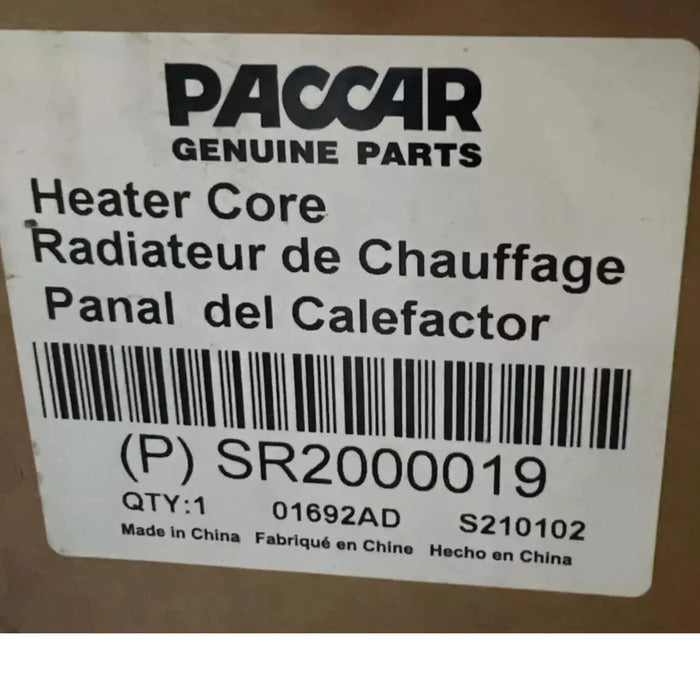 PACCAR
GENUINE PARTS
Heater Core
Radiateur de Chauffage
Panal del Calefactor
(P) SR2000019
QTY:1 01692AD S210102
Made in China Fabriqué en Chine Hecho en China